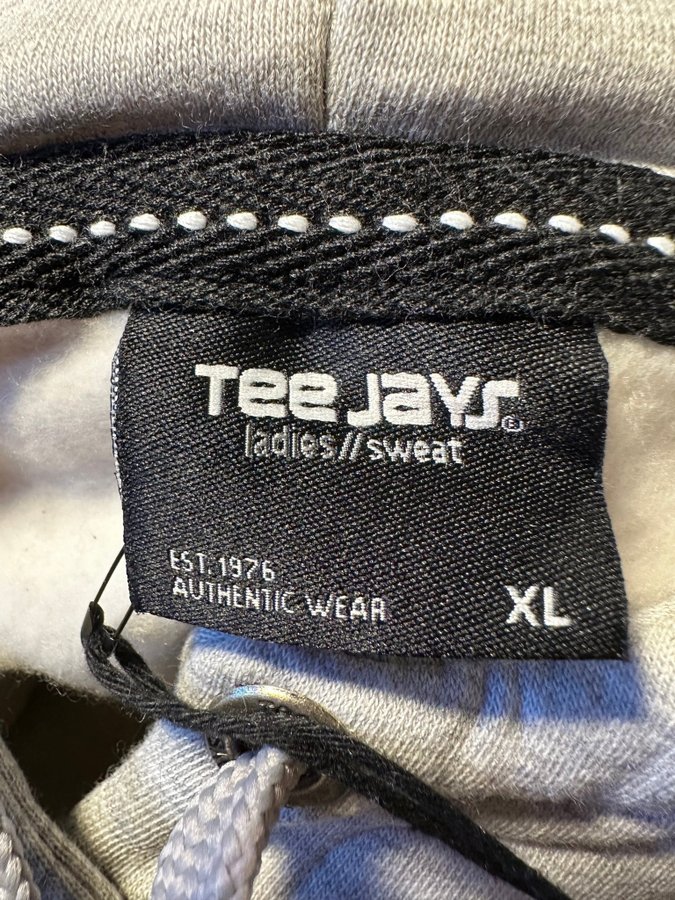 Tee Jays©
ladies//sweat
EST.1976
AUTHENTIC WEAR
XL